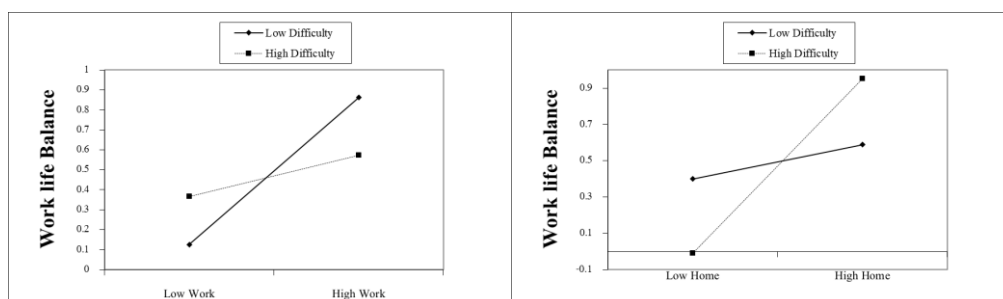 Low Difficulty
High Difficulty
Work life Balance
1
0.9
0.8
0.7
0.6
0.5
0.4
0.3
0.2
0.1
0
Low Work
High Work
Low Difficulty
High Difficulty
Work life Balance
0.9
0.7
0.5
0.3
0.1
-0.1
Low Home
High Home